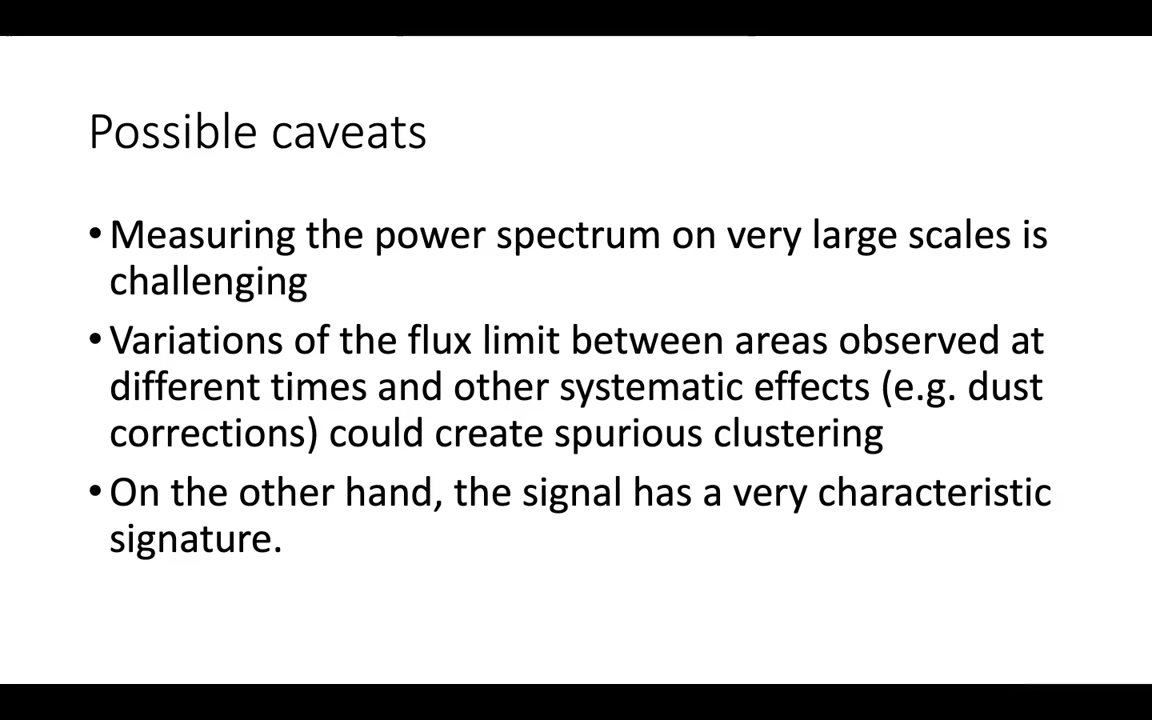 Possible caveats
• Measuring the power spectrum on very large scales is
challenging
• Variations of the flux limit between areas observed at
different times and other systematic effects (e.g. dust
corrections) could create spurious clustering
• On the other hand, the signal has a very characteristic
signature.